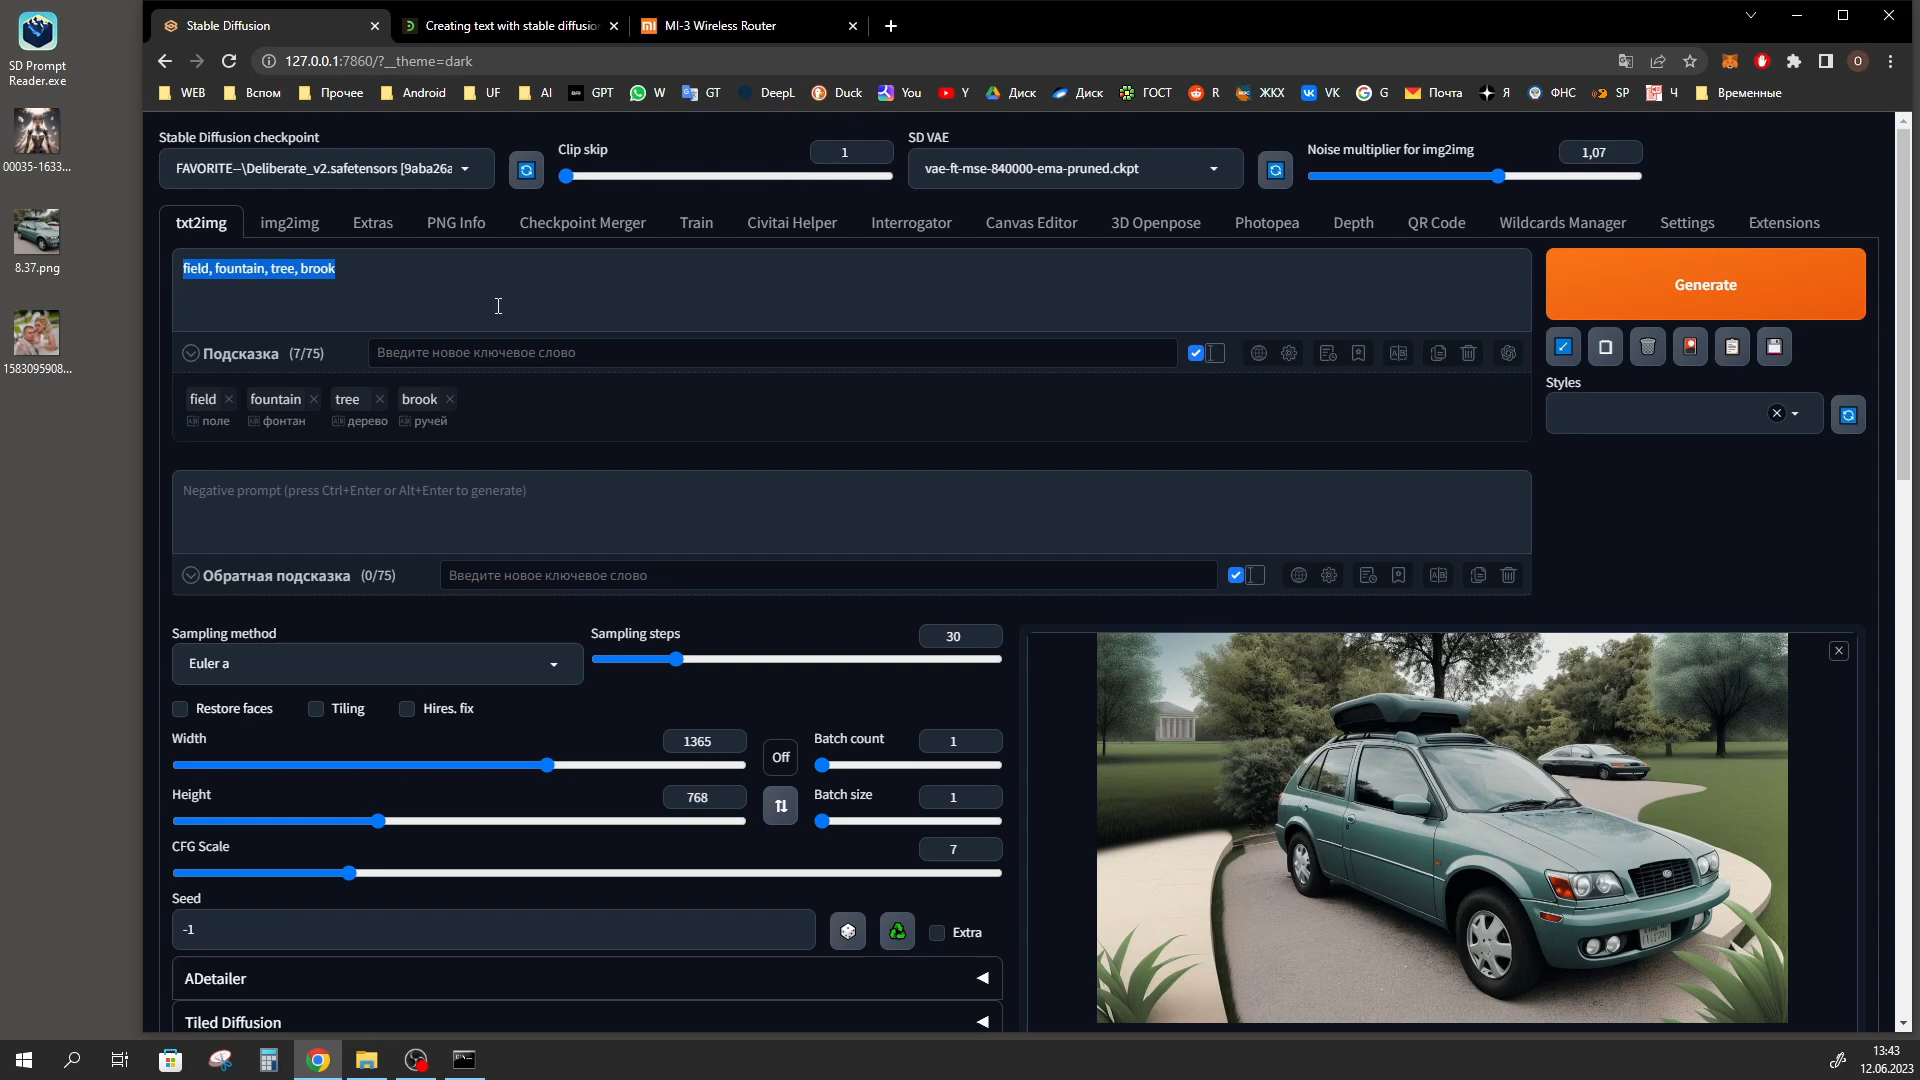 SD Prompt
Reader.exe
00035-1633...
8.37.png
1583095908...
Stable Diffusion
Creating text with stable diffusion
MI-3 Wireless Router
127.0.0.1:7860/?__theme=dark
WEB
Вспом
Прочее
Android
UF
AI
GPT
W
GT
DeepL
Duck
You
Y
Диск
Диск
ГОСТ
R
ЖКХ
VK
G
Почта
Я
ФНС
SP
Ч
Временные
Stable Diffusion checkpoint
FAVORITE--\Deliberate_v2.safetensors [9aba26a
Clip skip
1
SD VAE
vae-ft-mse-840000-ema-pruned.ckpt
Noise multiplier for img2img
1,07
txt2img
img2img
Extras
PNG Info
Checkpoint Merger
Train
Civitai Helper
Interrogator
Canvas Editor
3D Openpose
Photopea
Depth
QR Code
Wildcards Manager
Settings
Extensions
field, fountain, tree, brook
Generate
Подсказка (7/75)
Введите новое ключевое слово
Styles
field
fountain
tree
brook
поле
фонтан
дерево
ручей
Negative prompt (press Ctrl+Enter or Alt+Enter to generate)
Обратная подсказка (0/75)
Введите новое ключевое слово
Sampling method
Euler a
Sampling steps
30
Restore faces
Tiling
Hires. fix
Width
1365
Off
Batch count
1
Height
768
Batch size
1
CFG Scale
7
Seed
-1
Extra
ADetailer
Tiled Diffusion
13:43
12.06.2023